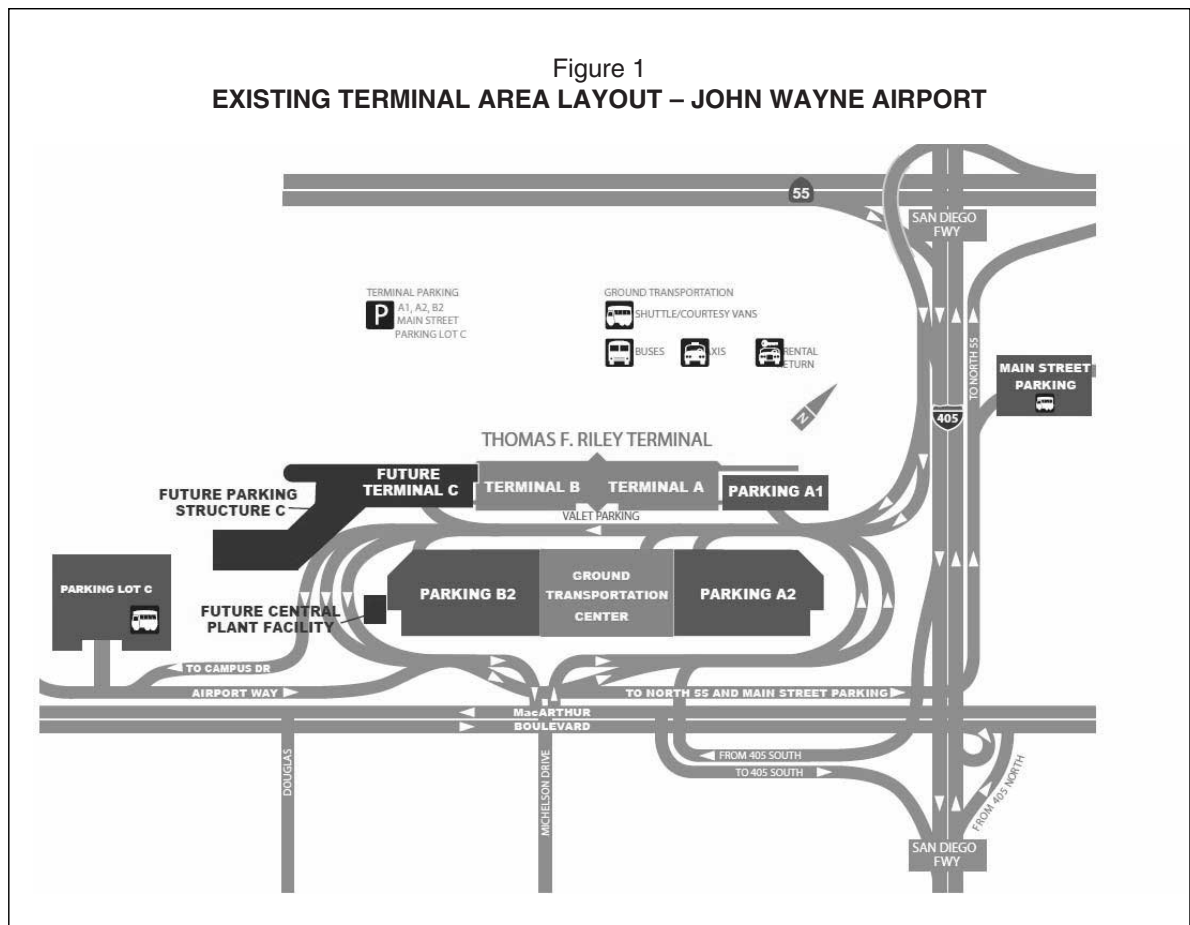 Figure 1
EXISTING TERMINAL AREA LAYOUT – JOHN WAYNE AIRPORT
55
SAN DIEGO
FWY
TERMINAL PARKING
P
A1, A2, B2
MAIN STREET
PARKING LOT C
GROUND TRANSPORTATION
SHUTTLE/COURTESY VANS
BUSES
AXIS
RENTAL
ETURN
TO NORTH 55
MAIN STREET
PARKING
405
N
THOMAS F. RILEY TERMINAL
FUTURE
TERMINAL C
TERMINAL B
TERMINAL A
PARKING A1
FUTURE PARKING
STRUCTURE C
VALET PARKING
PARKING LOT C
PARKING B2
GROUND
TRANSPORTATION
CENTER
PARKING A2
FUTURE CENTRAL
PLANT FACILITY
TO CAMPUS DR
AIRPORT WAY
TO NORTH 55 AND MAIN STREET PARKING
MacARTHUR
BOULEVARD
DOUGLAS
MICHELSON DRIVE
FROM 405 SOUTH
TO 405 SOUTH
FROM 405 NORTH
SAN DIEGO
FWY